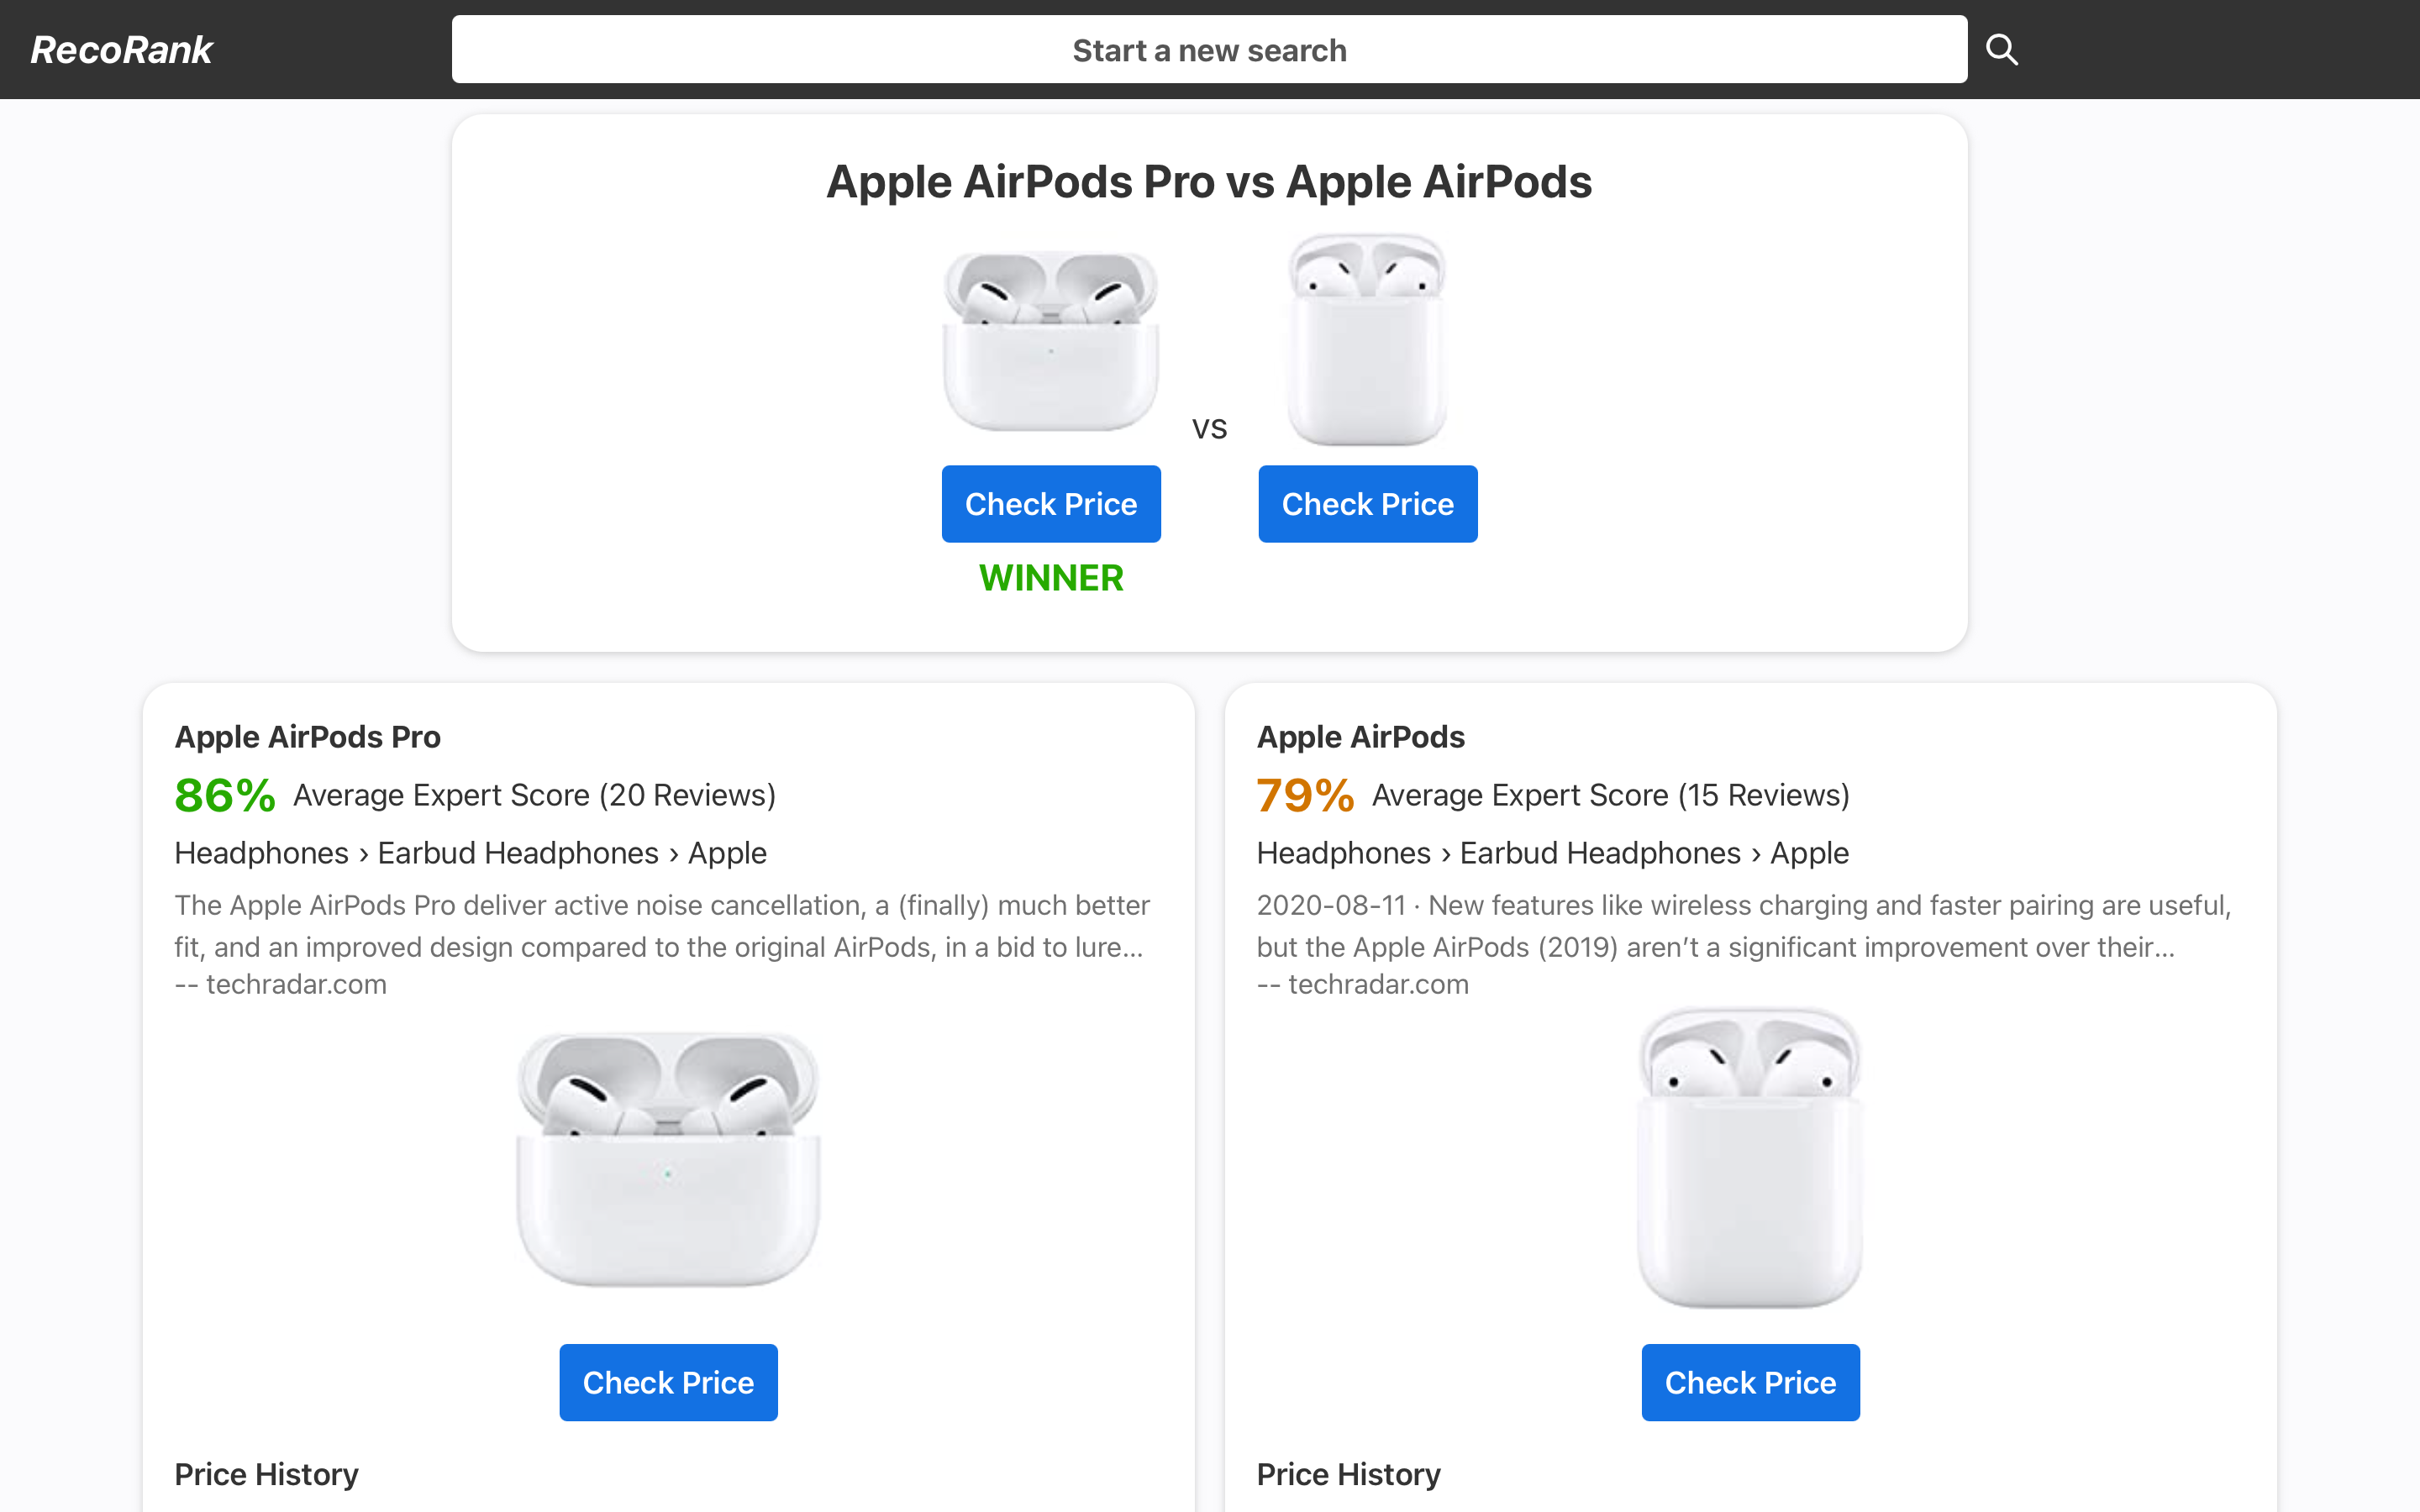 RecoRank
Start a new search
Apple AirPods Pro vs Apple AirPods
vs
Check Price
Check Price
WINNER
Apple AirPods Pro
86% Average Expert Score (20 Reviews)
Headphones › Earbud Headphones › Apple
The Apple AirPods Pro deliver active noise cancellation, a (finally) much better
fit, and an improved design compared to the original AirPods, in a bid to lure...
-- techradar.com
Check Price
Price History
Apple AirPods
79% Average Expert Score (15 Reviews)
Headphones › Earbud Headphones › Apple
2020-08-11 · New features like wireless charging and faster pairing are useful,
but the Apple AirPods (2019) aren’t a significant improvement over their...
-- techradar.com
Check Price
Price History